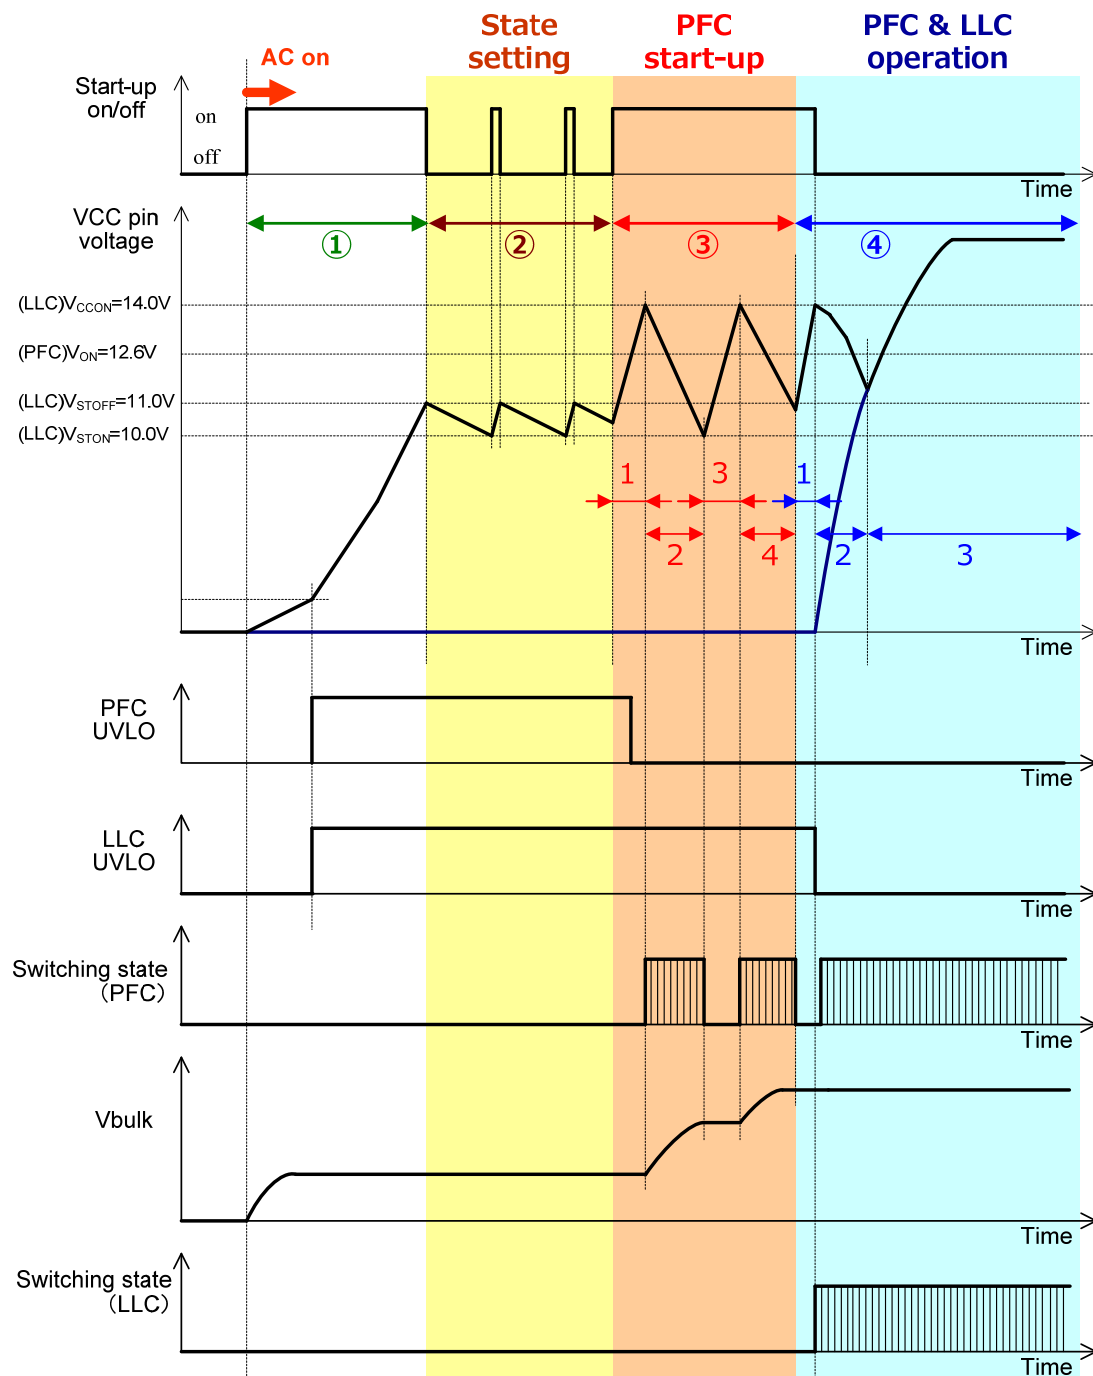 State
setting
PFC
start-up
PFC & LLC
operation
AC on
Start-up
on/off
on
off
Time
VCC pin
voltage
①
②
③
④
(LLC)VCCON=14.0V
(PFC)VON=12.6V
(LLC)VSTOFF=11.0V
(LLC)VSTON=10.0V
1
3
1
2
4
2
3
Time
PFC
UVLO
Time
LLC
UVLO
Time
Switching state
(PFC)
Time
Vbulk
Time
Switching state
(LLC)
Time